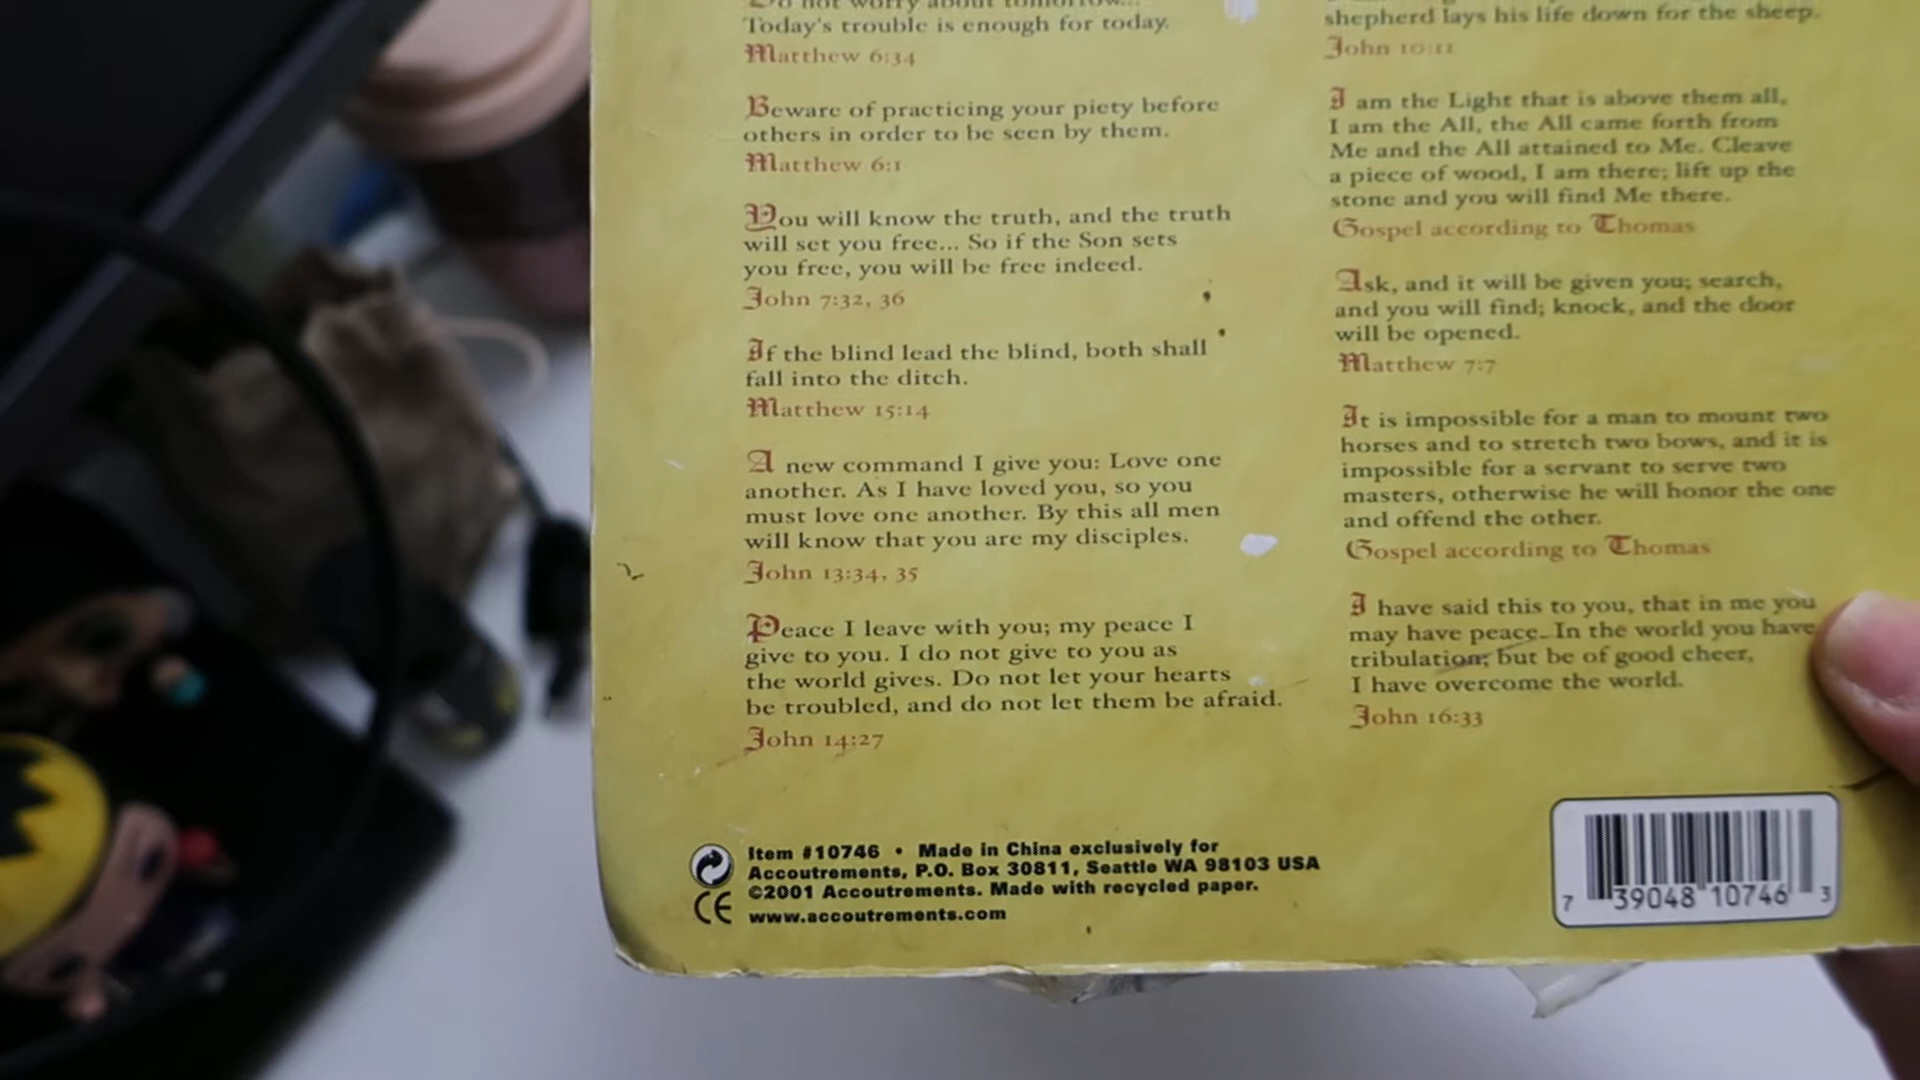 Do not worry about tomorrow...
Today's trouble is enough for today.
Matthew 6:34
Beware of practicing your piety before
others in order to be seen by them.
Matthew 6:1
You will know the truth, and the truth
will set you free... So if the Son sets
you free, you will be free indeed.
John 7:32, 36
If the blind lead the blind, both shall
fall into the ditch.
Matthew 15:14
A new command I give you: Love one
another. As I have loved you, so you
must love one another. By this all men
will know that you are my disciples.
John 13:34, 35
Peace I leave with you; my peace I
give to you. I do not give to you as
the world gives. Do not let your hearts
be troubled, and do not let them be afraid.
John 14:27
shepherd lays his life down for the sheep.
John 10:11
I am the Light that is above them all,
I am the All, the All came forth from
Me and the All attained to Me. Cleave
a piece of wood, I am there; lift up the
stone and you will find Me there.
Gospel according to Thomas
Ask, and it will be given you; search,
and you will find; knock, and the door
will be opened.
Matthew 7:7
It is impossible for a man to mount two
horses and to stretch two bows, and it is
impossible for a servant to serve two
masters, otherwise he will honor the one
and offend the other.
Gospel according to Thomas
I have said this to you, that in me you
may have peace. In the world you have
tribulation; but be of good cheer,
I have overcome the world.
John 16:33
Item #10746 • Made in China exclusively for
Accoutrements, P.O. Box 30811, Seattle WA 98103 USA
©2001 Accoutrements. Made with recycled paper.
CE www.accoutrements.com
7 39048 10746 3